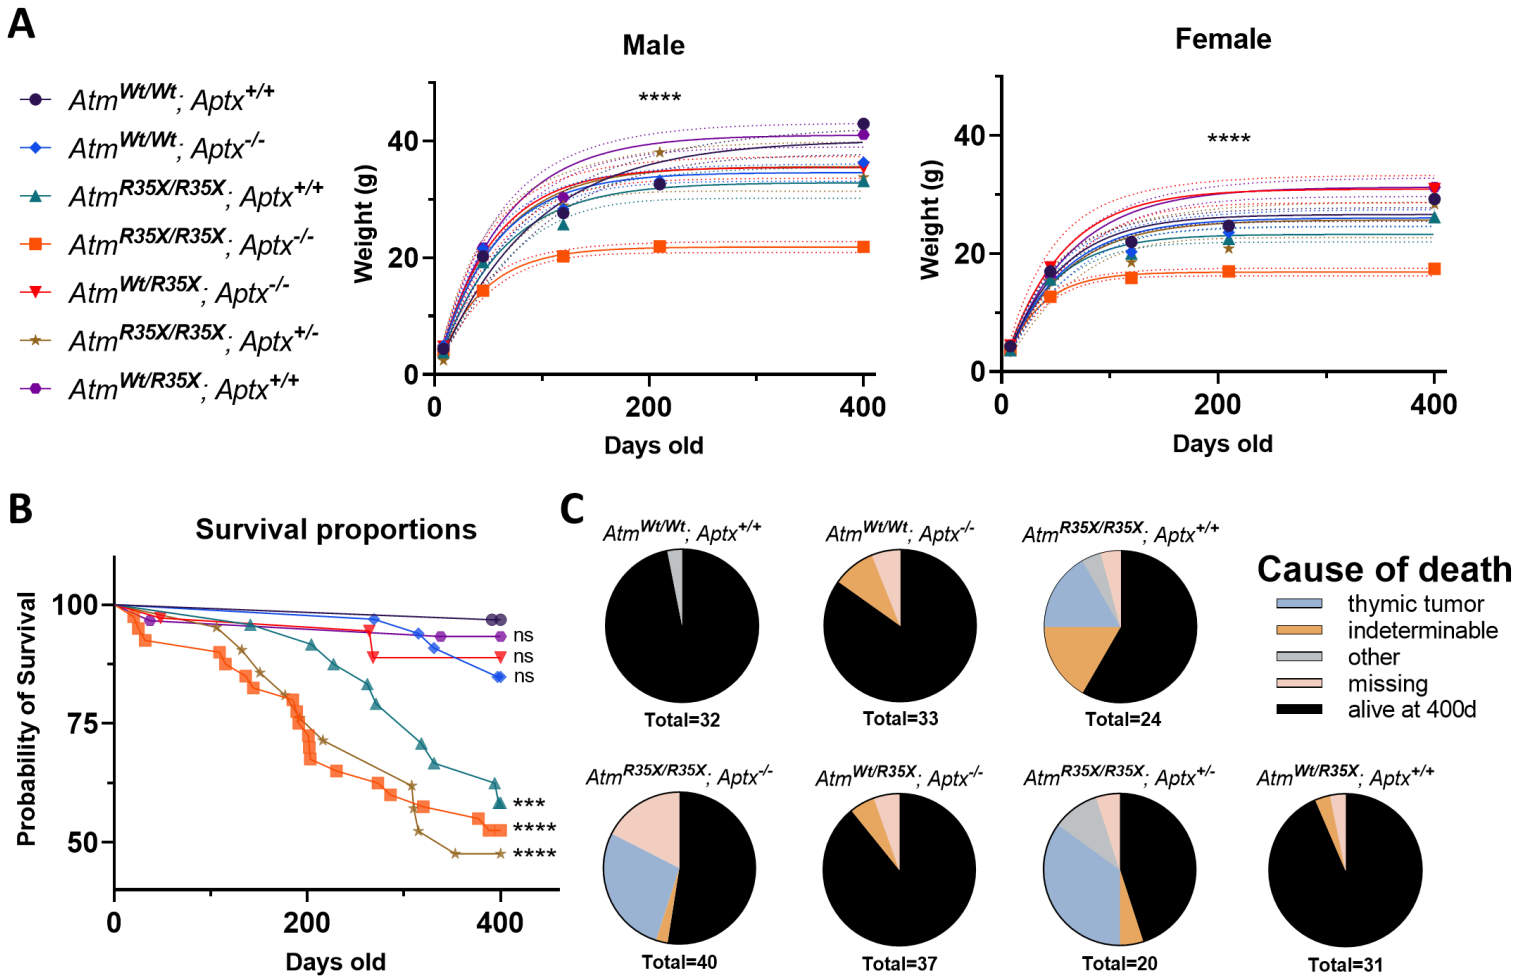 A
Male
Female
Atm^Wt/Wt; Aptx^+/+
Atm^Wt/Wt; Aptx^-/-
Atm^R35X/R35X; Aptx^+/+
Atm^R35X/R35X; Aptx^-/-
Atm^Wt/R35X; Aptx^-/-
Atm^R35X/R35X; Aptx^+/-
Atm^Wt/R35X; Aptx^+/+
Weight (g)
40
20
0
****
0
200
400
Days old
Weight (g)
40
20
0
****
0
200
400
Days old
B
Survival proportions
Probability of Survival
100
75
50
ns
ns
ns
***
****
****
0
200
400
Days old
C
Atm^Wt/Wt; Aptx^+/+
Total=32
Atm^Wt/Wt; Aptx^-/-
Total=33
Atm^R35X/R35X; Aptx^+/+
Total=24
Cause of death
thymic tumor
indeterminable
other
missing
alive at 400d
Atm^R35X/R35X; Aptx^-/-
Total=40
Atm^Wt/R35X; Aptx^-/-
Total=37
Atm^R35X/R35X; Aptx^+/-
Total=20
Atm^Wt/R35X; Aptx^+/+
Total=31